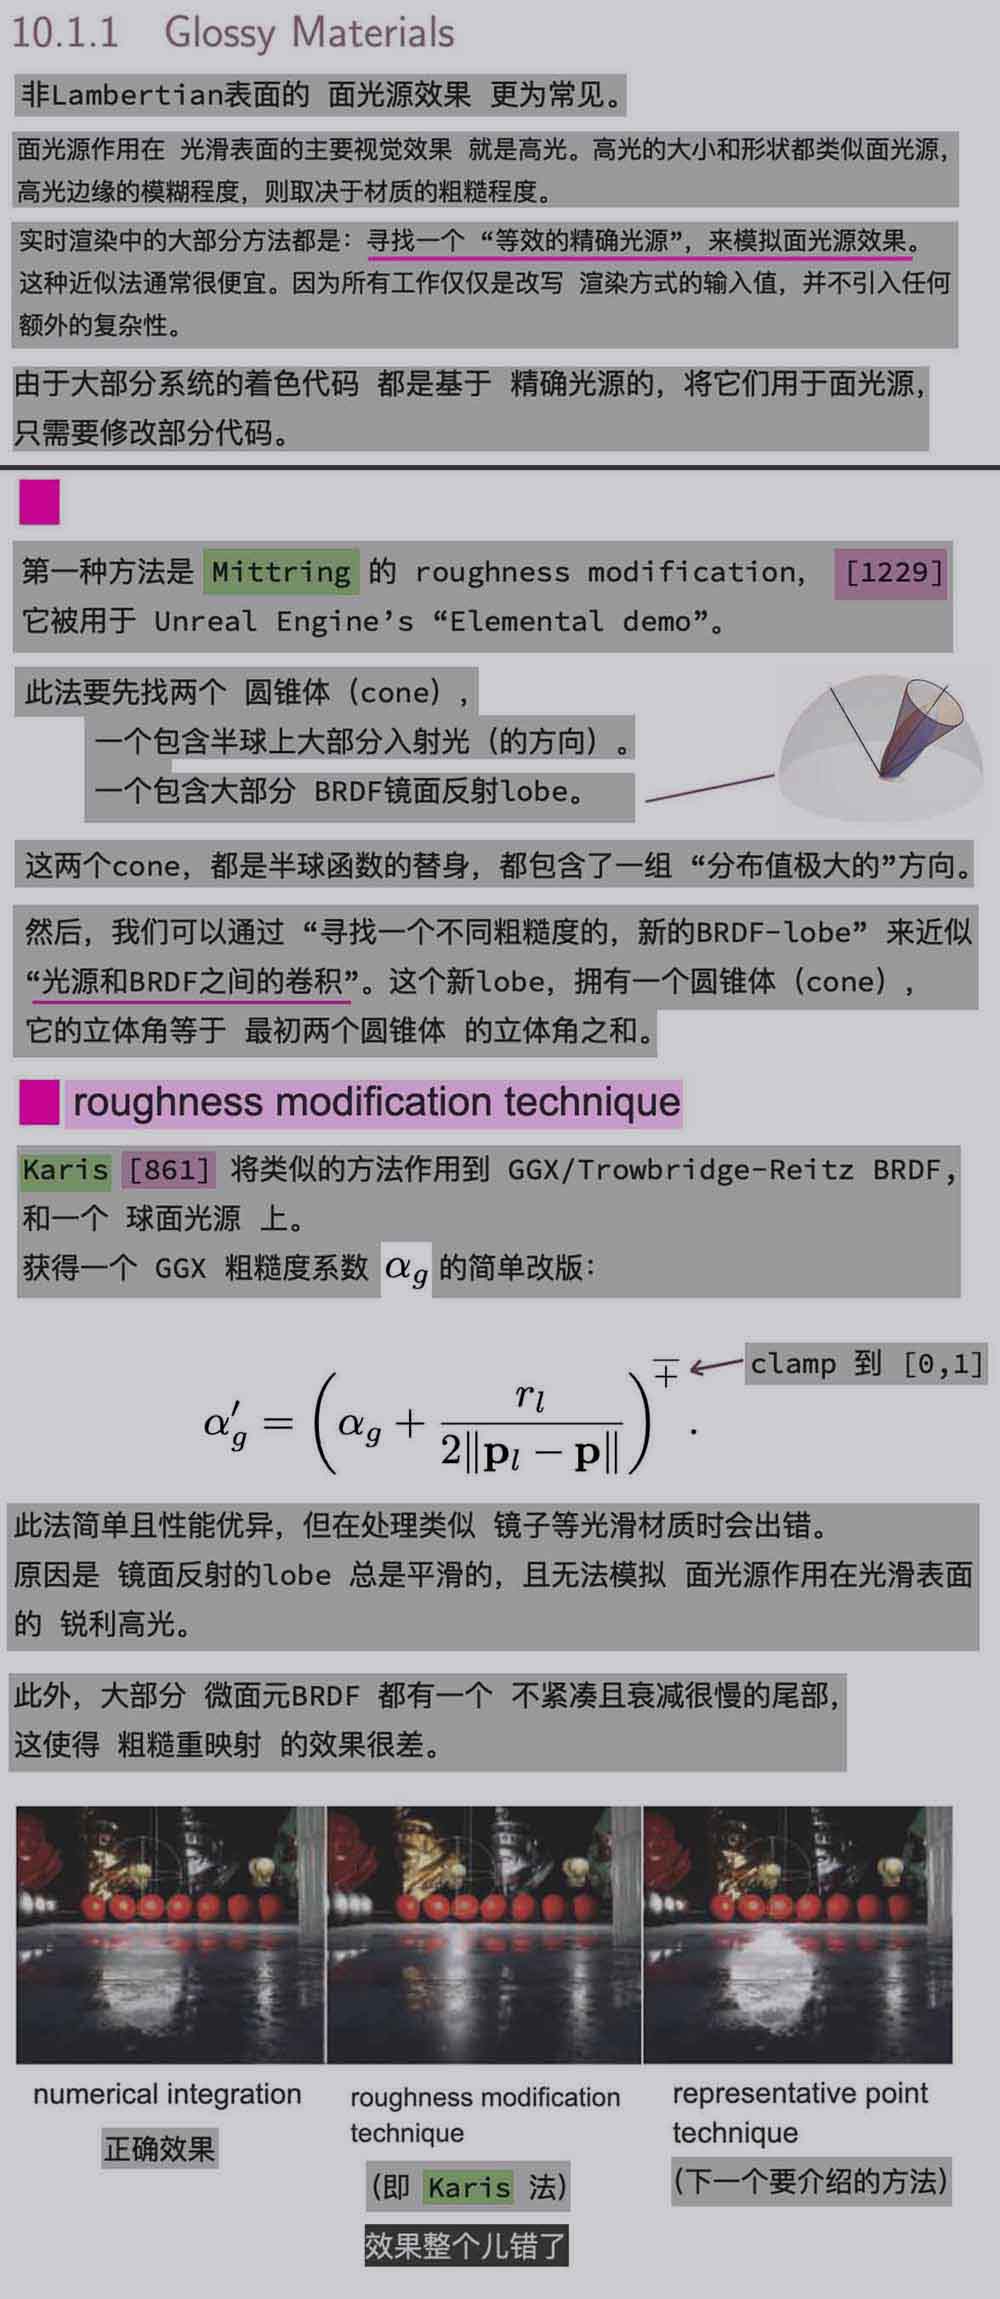 10.1.1 Glossy Materials
非Lambertian表面的 面光源效果 更为常见。
面光源作用在 光滑表面的主要视觉效果 就是高光。高光的大小和形状都类似面光源,
高光边缘的模糊程度, 则取决于材质的粗糙程度。
实时渲染中的大部分方法都是: 寻找一个 “等效的精确光源”, 来模拟面光源效果。
这种近似法通常很便宜。因为所有工作仅仅是改写 渲染方式的输入值, 并不引入任何
额外的复杂性。
由于大部分系统的着色代码 都是基于 精确光源的, 将它们用于面光源,
只需要修改部分代码。
第一种方法是 Mittring 的 roughness modification, [1229]
它被用于 Unreal Engine’s “Elemental demo”。
此法要先找两个 圆锥体 (cone) ,
一个包含半球上大部分入射光 (的方向) 。
一个包含大部分 BRDF镜面反射lobe。
这两个cone, 都是半球函数的替身, 都包含了一组 “分布值极大的”方向。
然后, 我们可以通过 “寻找一个不同粗糙度的, 新的BRDF-lobe” 来近似
“光源和BRDF之间的卷积”。这个新lobe, 拥有一个圆锥体 (cone) ,
它的立体角等于 最初两个圆锥体 的立体角之和。
roughness modification technique
Karis [861] 将类似的方法作用到 GGX/Trowbridge-Reitz BRDF,
和一个 球面光源 上。
获得一个 GGX 粗糙度系数 α_g 的简单改版:
clamp 到 [0,1]
α′_g = ( α_g + r_l / 2‖p_l − p‖ )^∓ .
此法简单且性能优异, 但在处理类似 镜子等光滑材质时会出错。
原因是 镜面反射的lobe 总是平滑的, 且无法模拟 面光源作用在光滑表面
的 锐利高光。
此外, 大部分 微面元BRDF 都有一个 不紧凑且衰减很慢的尾部,
这使得 粗糙重映射 的效果很差。
numerical integration
正确效果
roughness modification
technique
(即 Karis 法)
效果整个儿错了
representative point
technique
(下一个要介绍的方法)